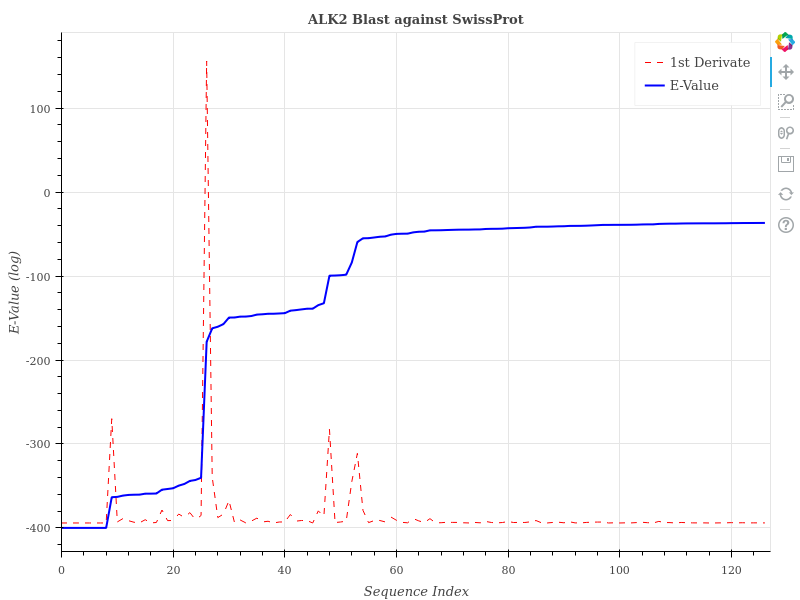 ALK2 Blast against SwissProt
1st Derivate
E-Value
100
0
-100
-200
-300
-400
E-Value (log)
0
20
40
60
80
100
120
Sequence Index
?